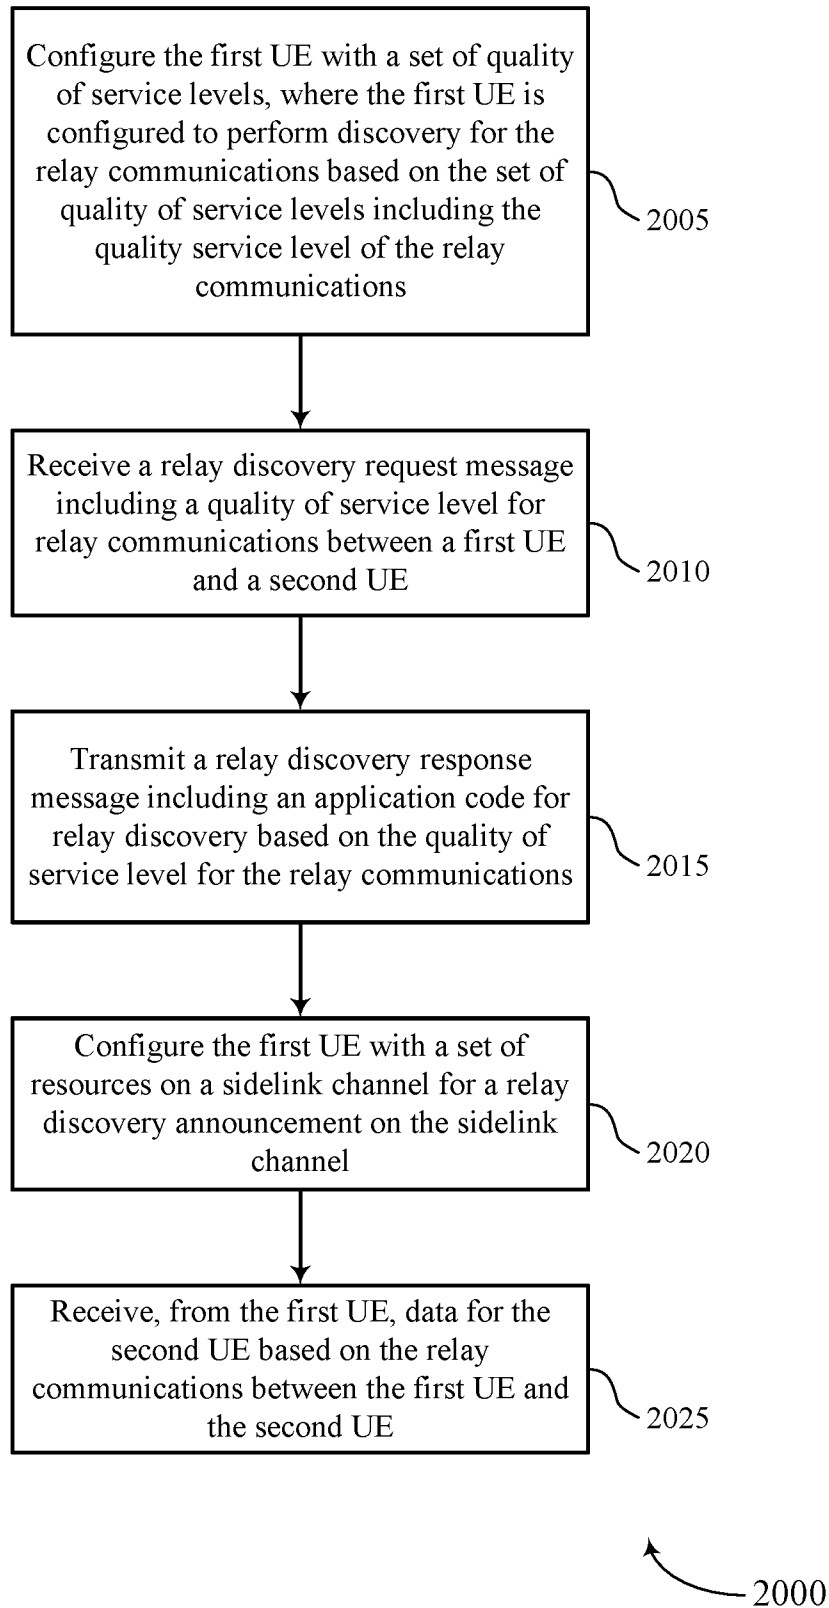 Configure the first UE with a set of quality
of service levels, where the first UE is
configured to perform discovery for the
relay communications based on the set of
quality of service levels including the
quality service level of the relay
communications
2005
Receive a relay discovery request message
including a quality of service level for
relay communications between a first UE
and a second UE
2010
Transmit a relay discovery response
message including an application code for
relay discovery based on the quality of
service level for the relay communications
2015
Configure the first UE with a set of
resources on a sidelink channel for a relay
discovery announcement on the sidelink
channel
2020
Receive, from the first UE, data for the
second UE based on the relay
communications between the first UE and
the second UE
2025
2000